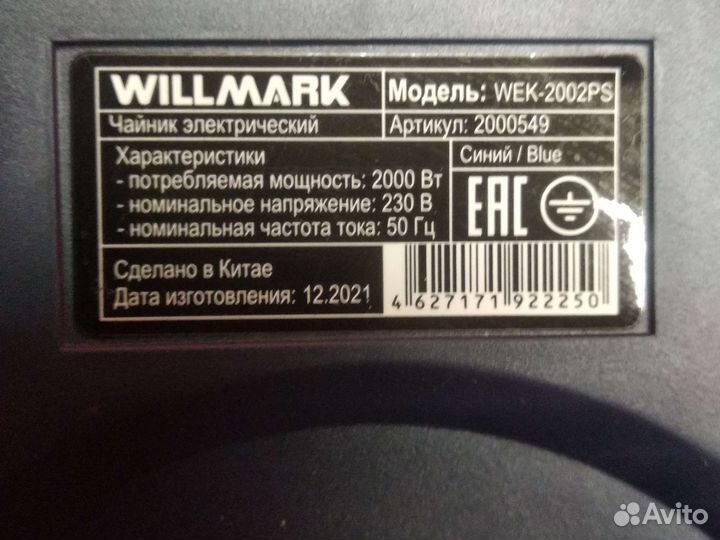 WILLMARK
Модель: WEK-2002PS
Чайник электрический
Артикул: 2000549
Характеристики
- потребляемая мощность: 2000 Вт
- номинальное напряжение: 230 В
- номинальная частота тока: 50 Гц
Синий / Blue
EAC
Сделано в Китае
Дата изготовления: 12.2021
4 627171 922250
Avito